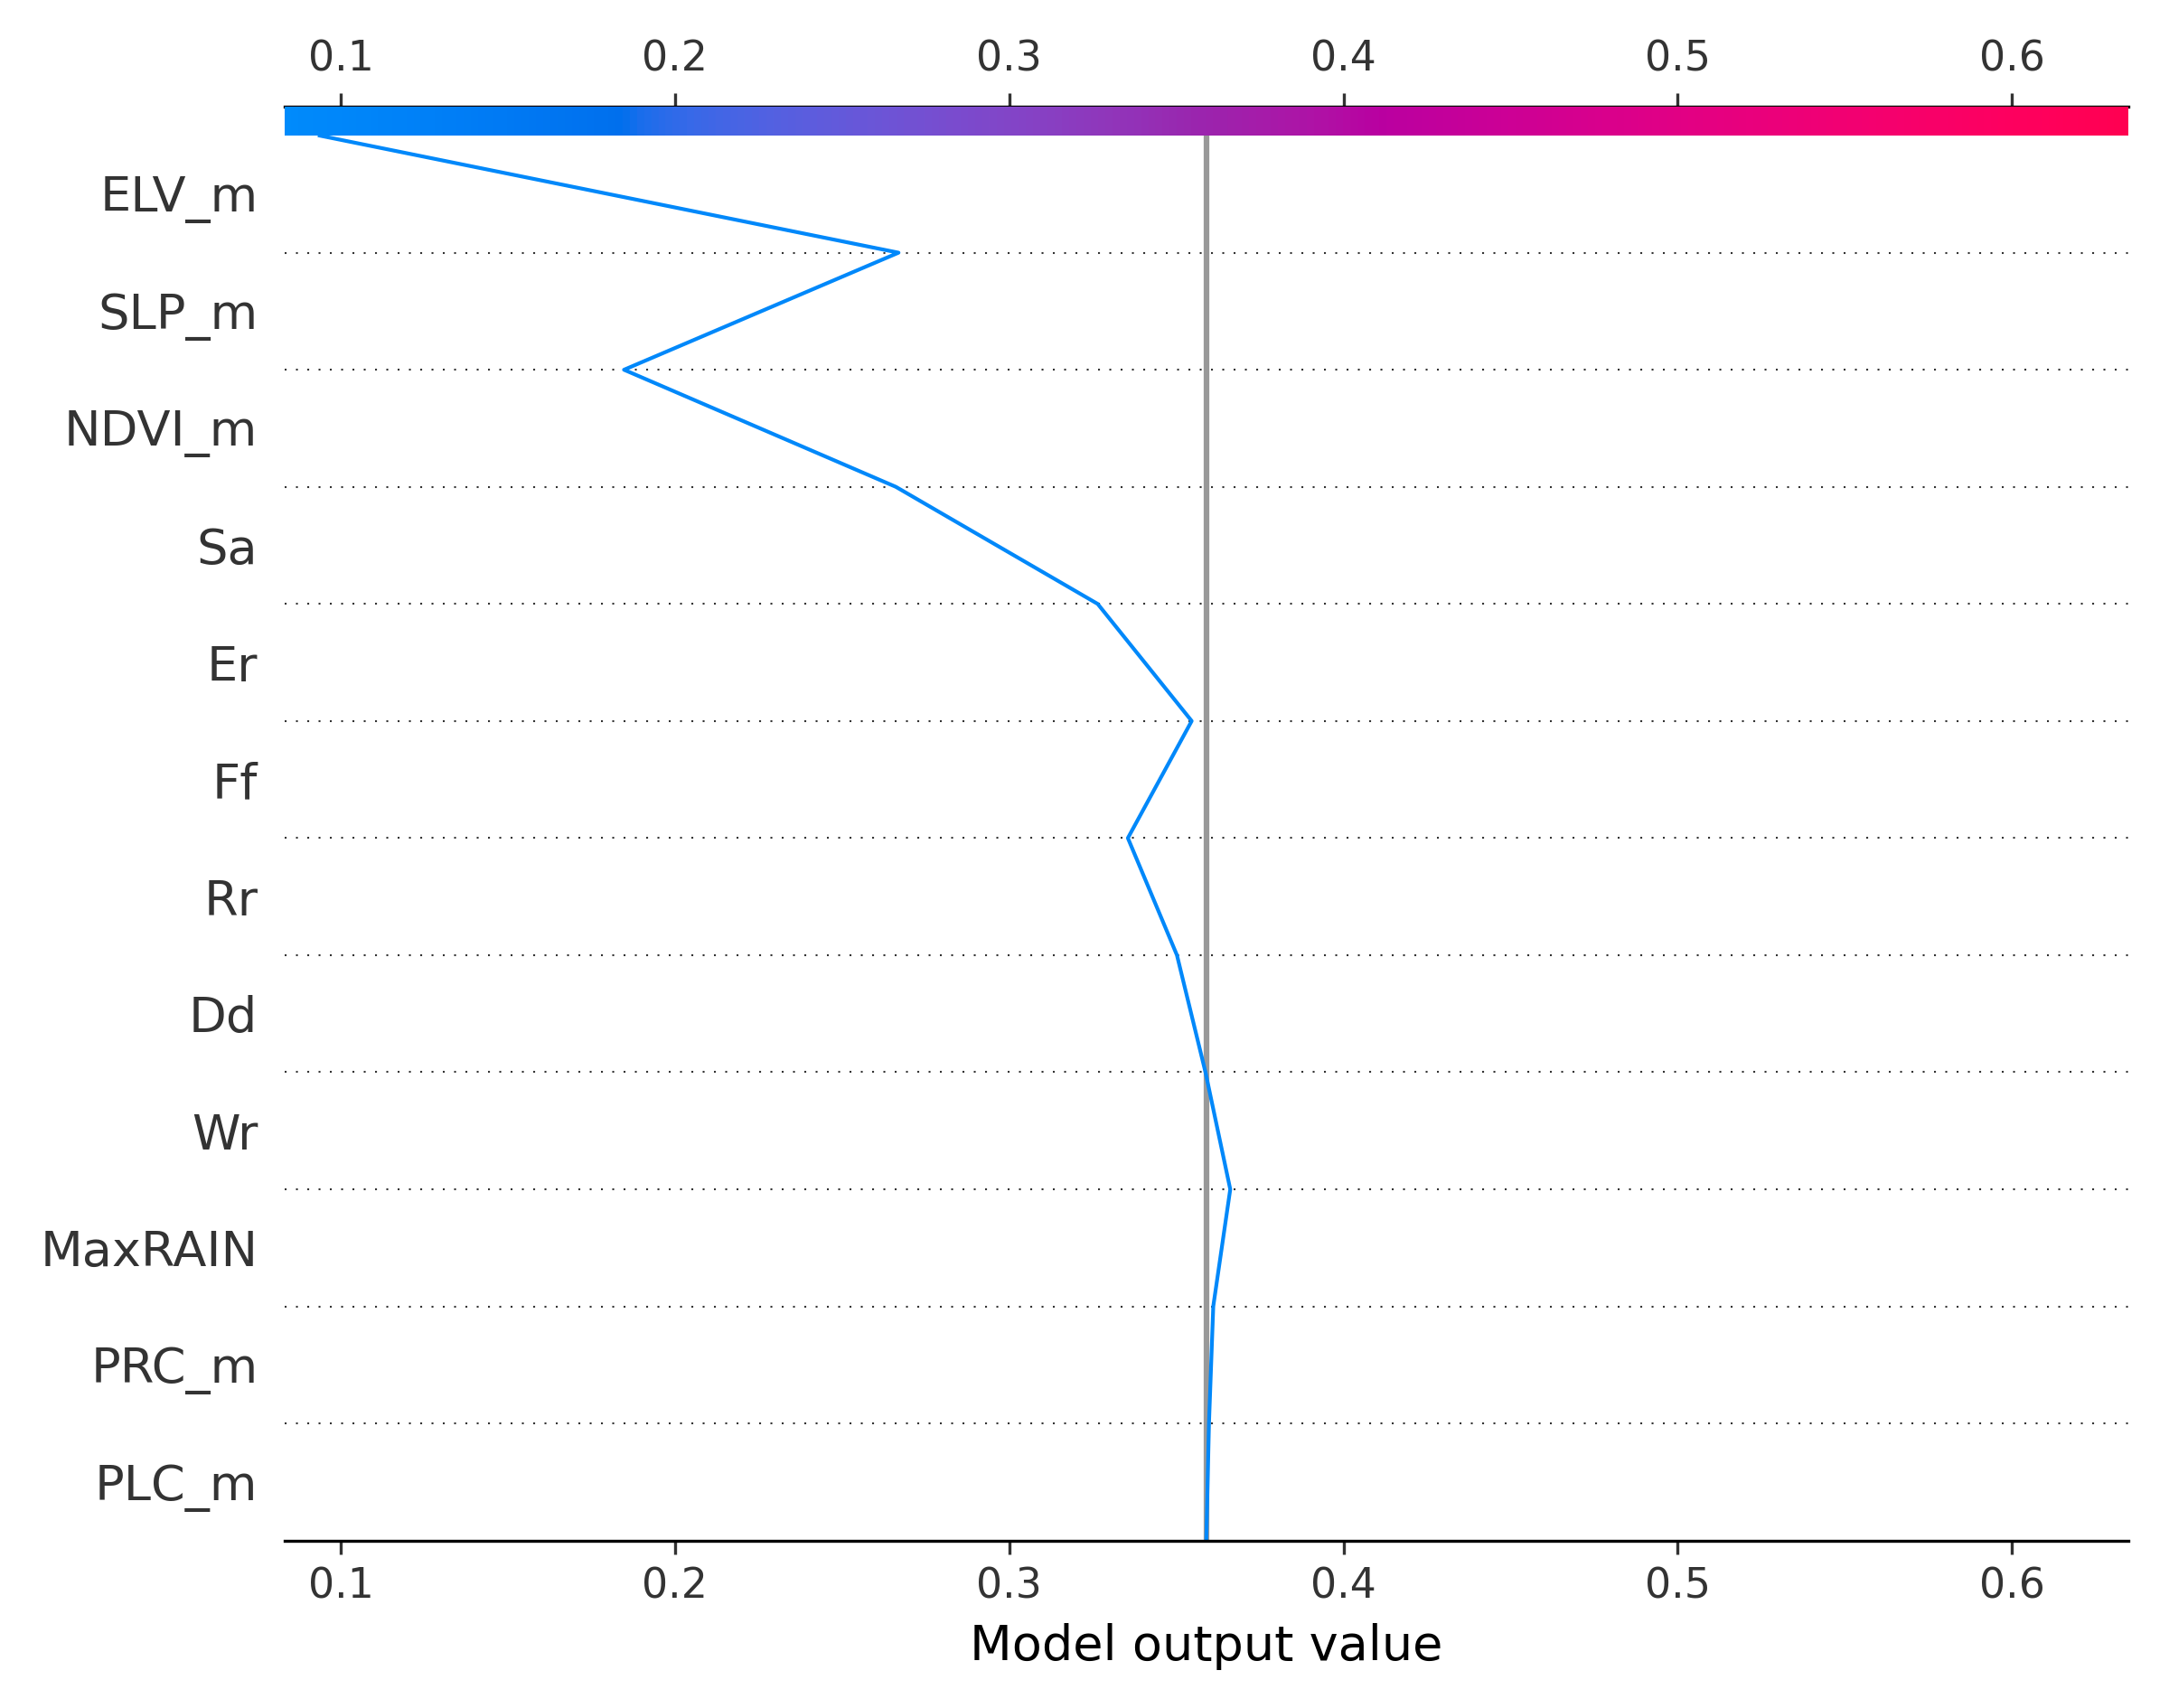 0.1 0.2 0.3 0.4 0.5 0.6
ELV_m
SLP_m
NDVI_m
Sa
Er
Ff
Rr
Dd
Wr
MaxRAIN
PRC_m
PLC_m
0.1 0.2 0.3 0.4 0.5 0.6
Model output value